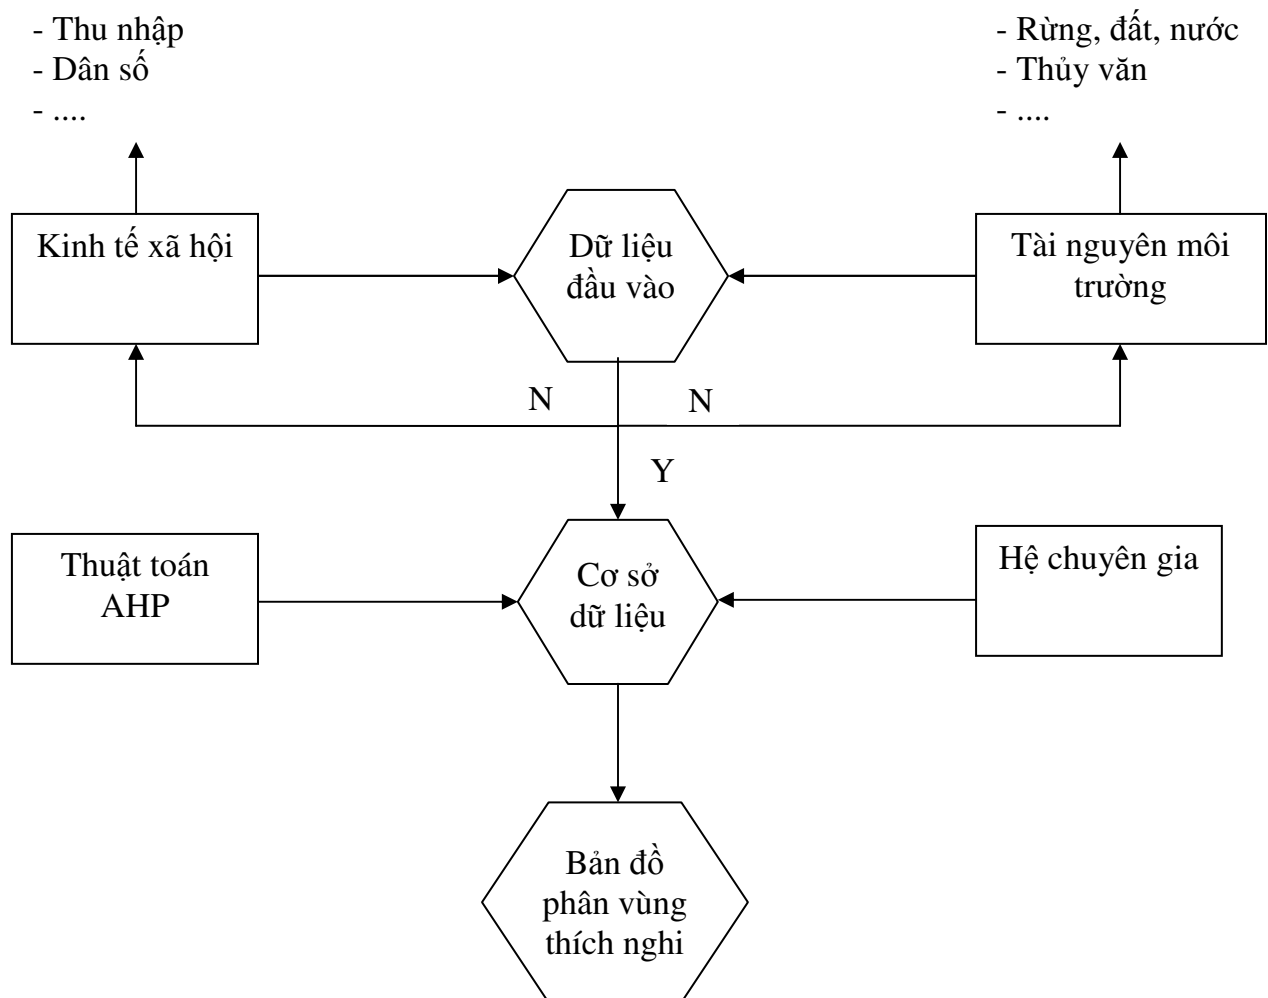 - Thu nhập
- Dân số
- ....
- Rừng, đất, nước
- Thủy văn
- ....
Kinh tế xã hội
Dữ liệu
đầu vào
Tài nguyên môi
trường
N
N
Y
Thuật toán
AHP
Cơ sở
dữ liệu
Hệ chuyên gia
Bản đồ
phân vùng
thích nghi